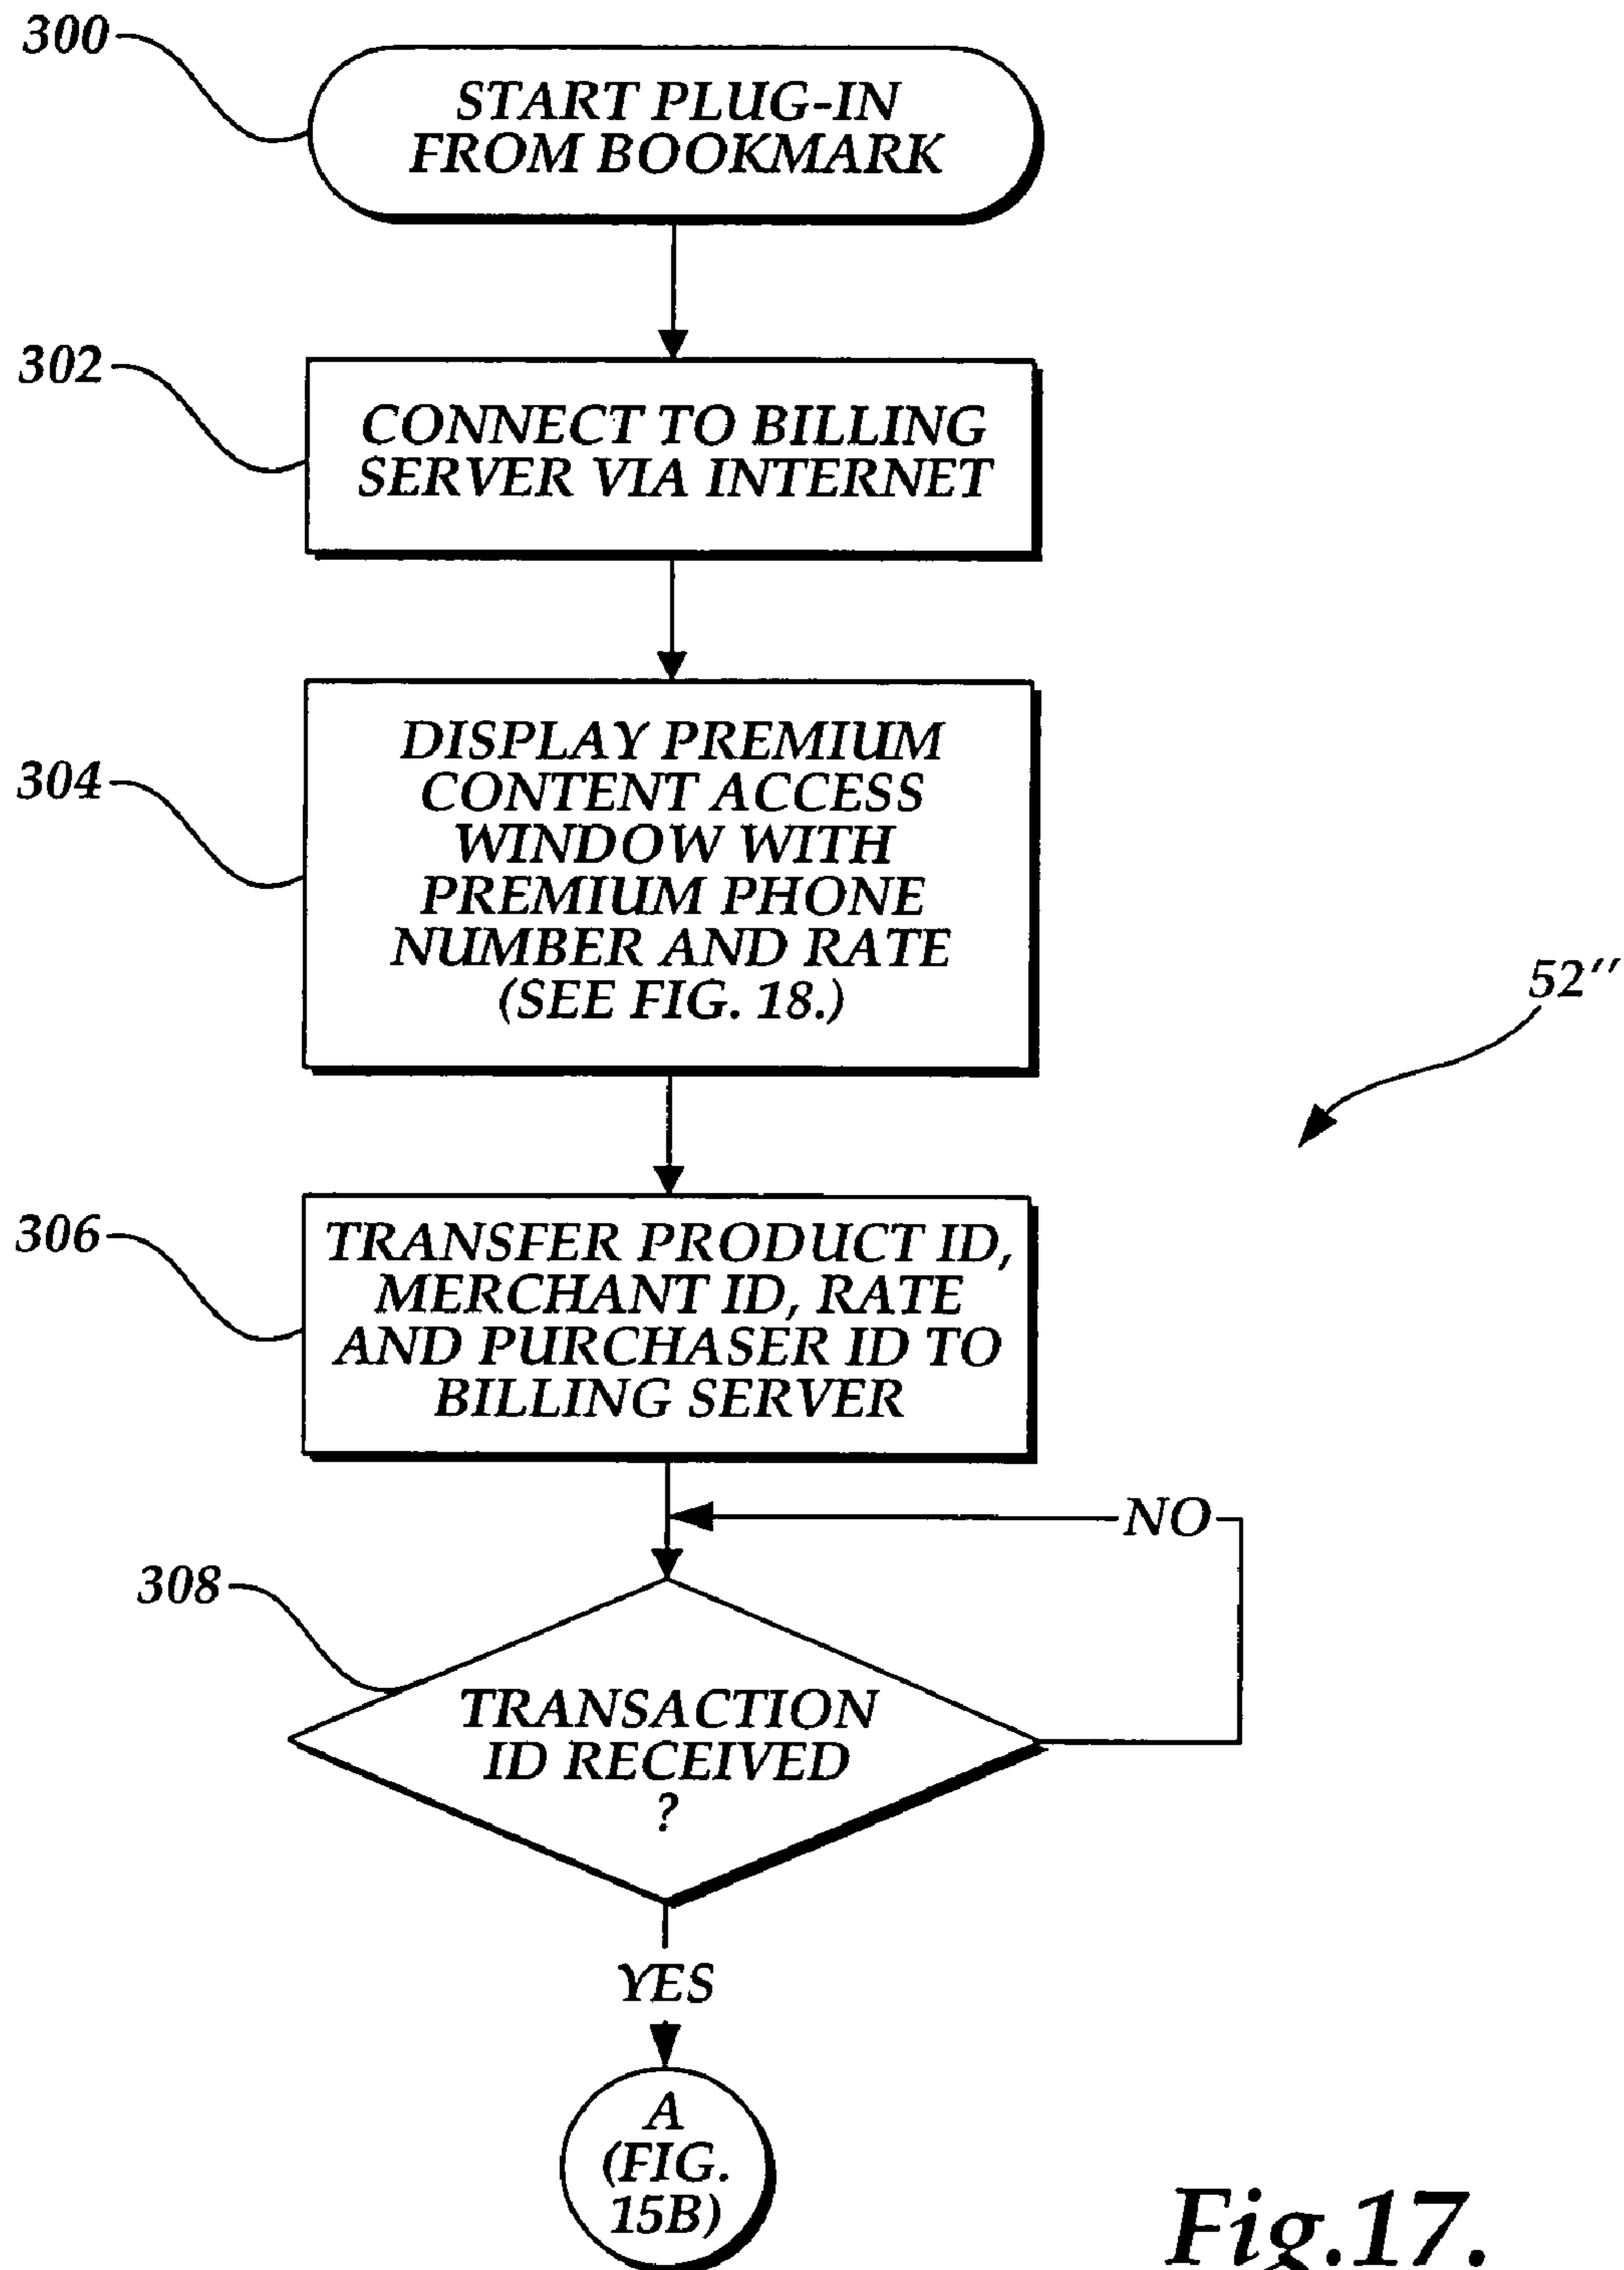 300
START PLUG-IN
FROM BOOKMARK
302
CONNECT TO BILLING
SERVER VIA INTERNET
304
DISPLAY PREMIUM
CONTENT ACCESS
WINDOW WITH
PREMIUM PHONE
NUMBER AND RATE
(SEE FIG. 18.)
52″
306
TRANSFER PRODUCT ID,
MERCHANT ID, RATE
AND PURCHASER ID TO
BILLING SERVER
NO
308
TRANSACTION
ID RECEIVED
?
YES
A
(FIG.
15B)
Fig.17.